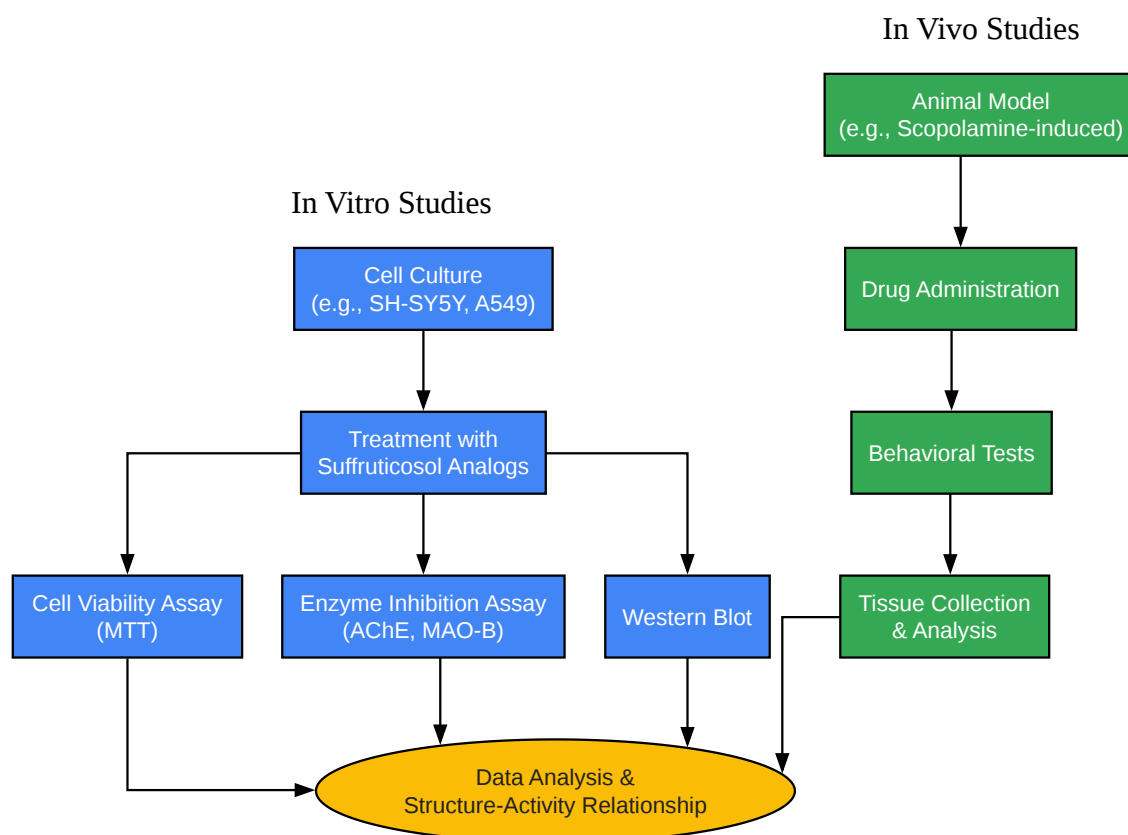 In Vivo Studies
Animal Model
(e.g., Scopolamine-induced)
In Vitro Studies
Cell Culture
(e.g., SH-SY5Y, A549)
Drug Administration
Treatment with
Suffruticosol Analogs
Behavioral Tests
Cell Viability Assay
(MTT)
Enzyme Inhibition Assay
(AChE, MAO-B)
Western Blot
Tissue Collection
& Analysis
Data Analysis &
Structure-Activity Relationship